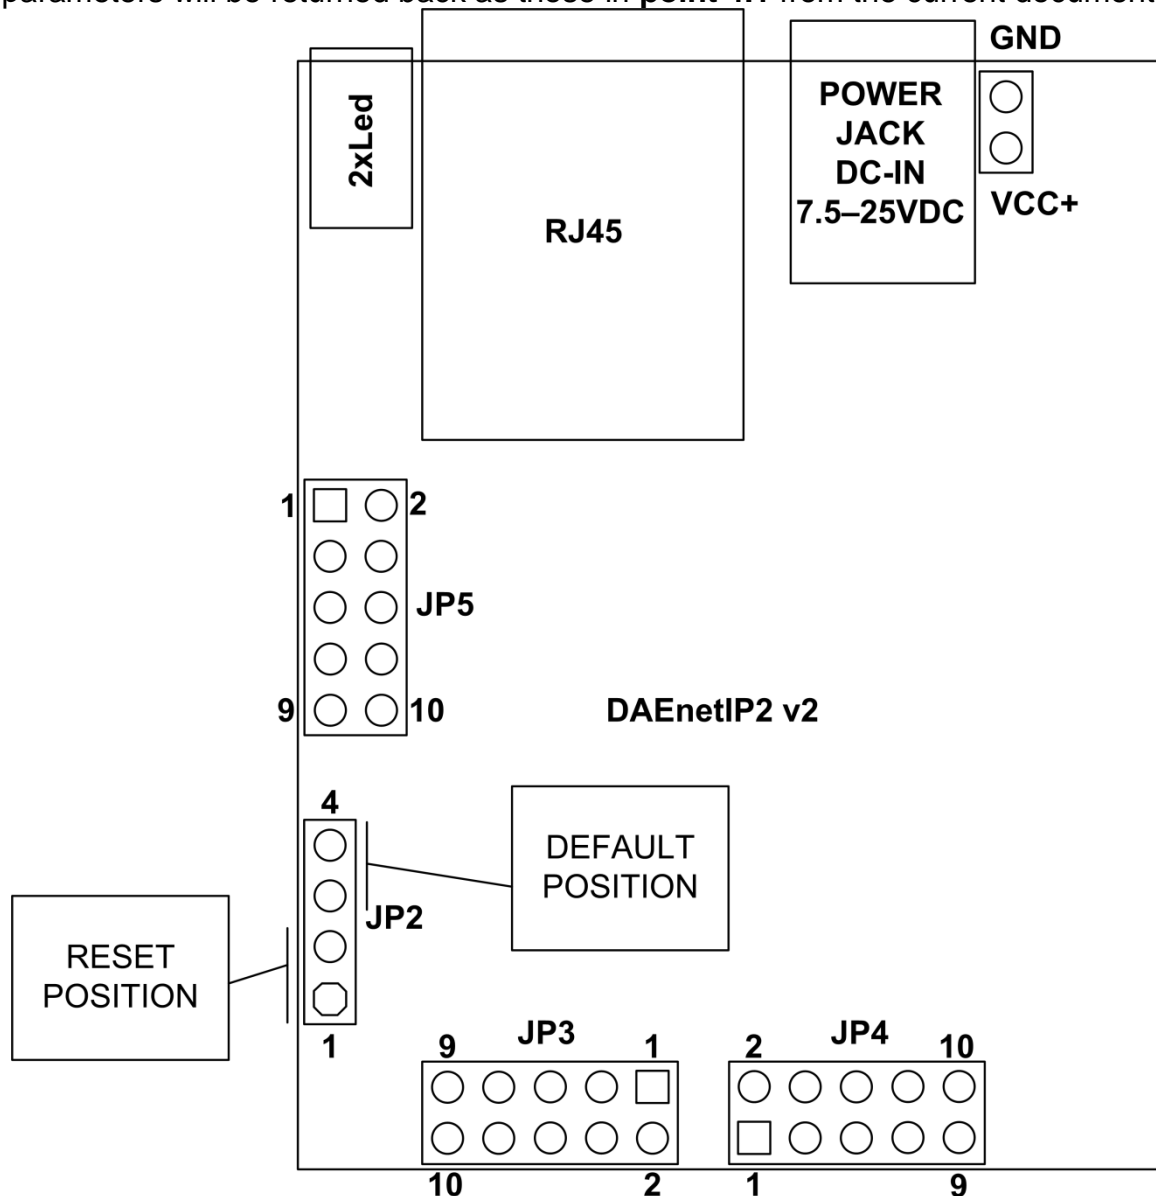 parameters will be returned back as these in point 4.1 from the current document
GND
2xLed
RJ45
POWER
JACK
DC-IN
7.5–25VDC
VCC+
1
2
JP5
9
10
DAEnetIP2 v2
4
DEFAULT
POSITION
JP2
RESET
POSITION
1
JP3
9
1
10
2
JP4
2
10
1
9